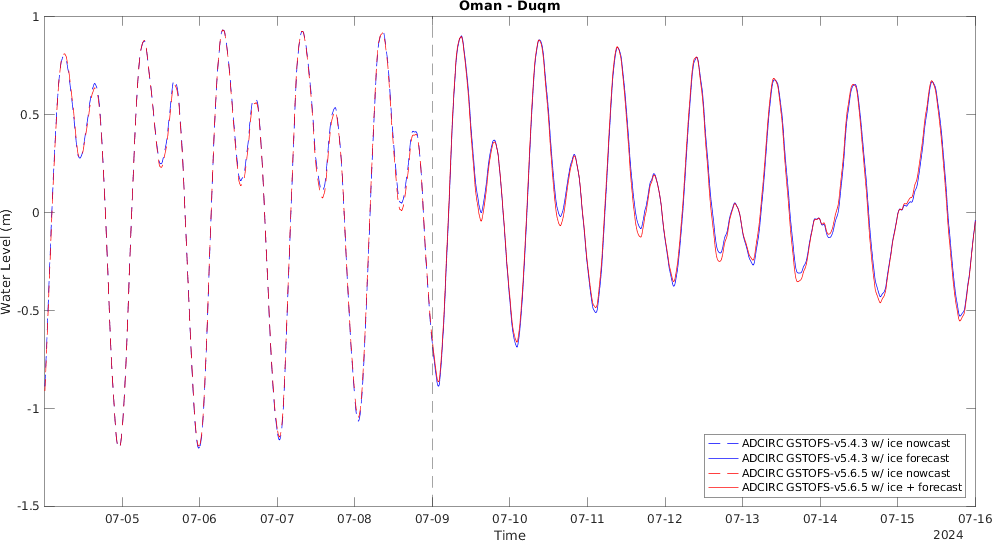 Oman - Duqm
1
0.5
0
-0.5
-1
-1.5
Water Level (m)
07-05 07-06 07-07 07-08 07-09 07-10 07-11 07-12 07-13 07-14 07-15 07-16
Time
2024
ADCIRC GSTOFS-v5.4.3 w/ ice nowcast
ADCIRC GSTOFS-v5.4.3 w/ ice forecast
ADCIRC GSTOFS-v5.6.5 w/ ice nowcast
ADCIRC GSTOFS-v5.6.5 w/ ice + forecast